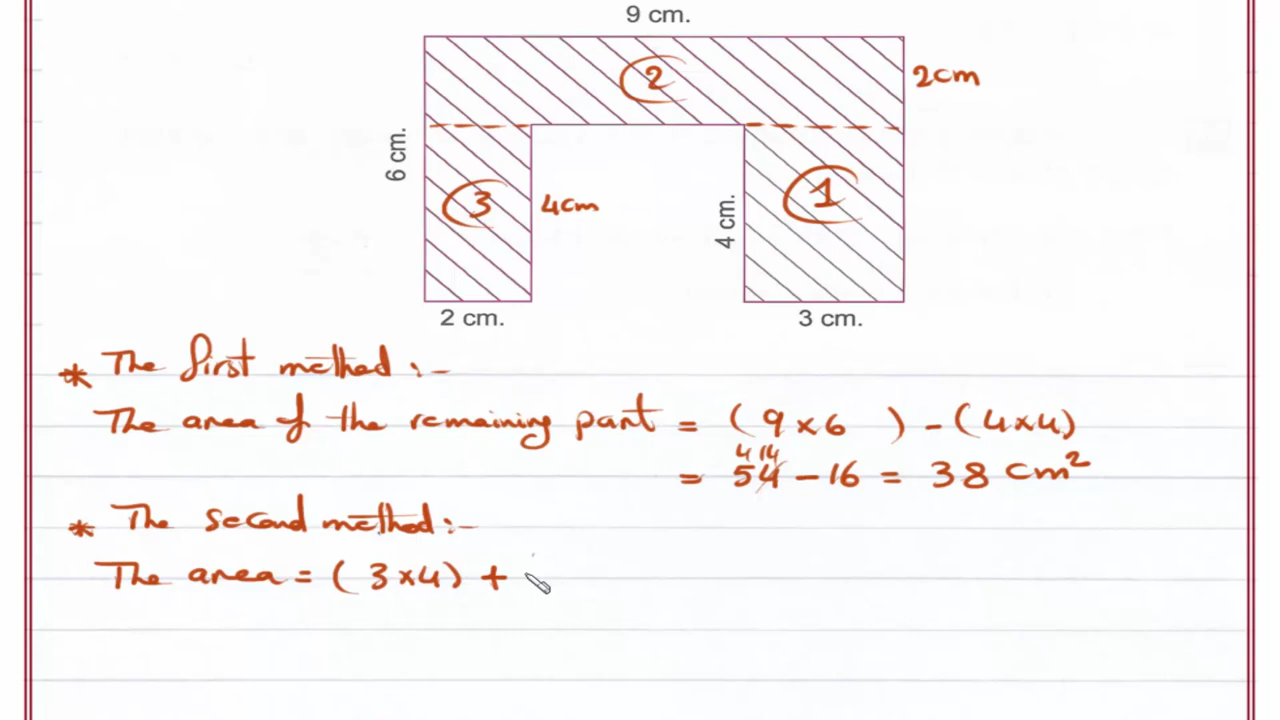 9 cm.
2
2cm
6 cm.
3
4cm
4 cm.
1
2 cm.
3 cm.
* The first method :-
The area of the remaining part = (9×6) - (4×4)
4 14
= 54 - 16 = 38 cm²
* The second method :-
The area = (3×4) +